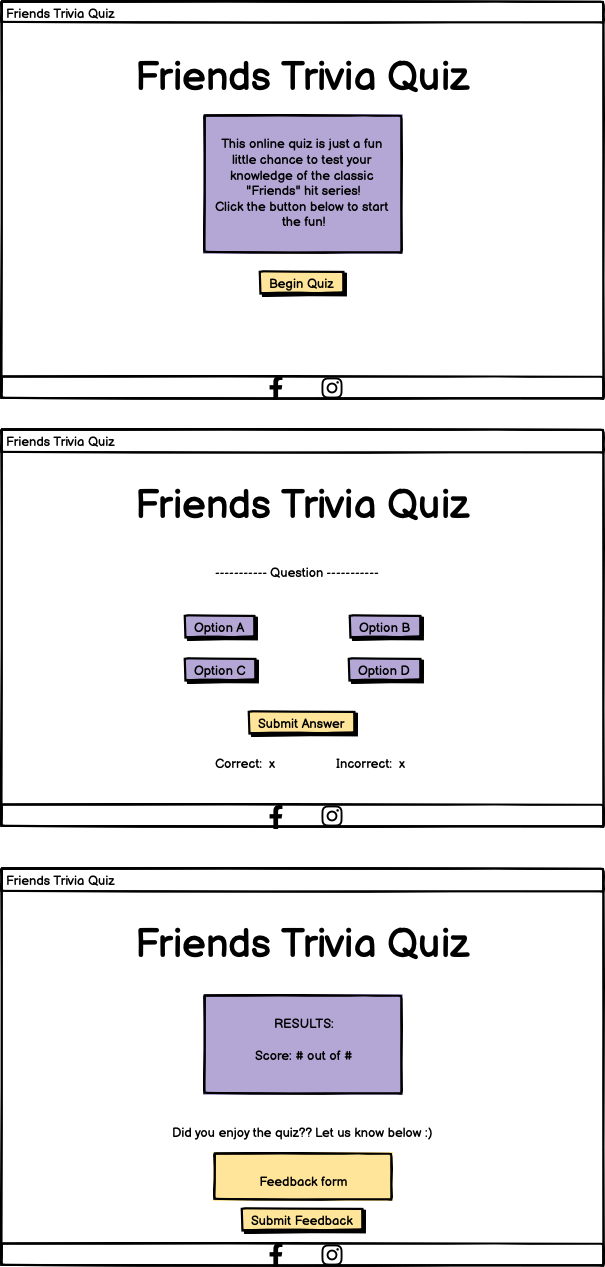 Friends Trivia Quiz
Friends Trivia Quiz
This online quiz is just a fun
little chance to test your
knowledge of the classic
"Friends" hit series!
Click the button below to start
the fun!
Begin Quiz
Friends Trivia Quiz
Friends Trivia Quiz
----------- Question -----------
Option A
Option B
Option C
Option D
Submit Answer
Correct: x
Incorrect: x
Friends Trivia Quiz
Friends Trivia Quiz
RESULTS:
Score: # out of #
Did you enjoy the quiz?? Let us know below :)
Feedback form
Submit Feedback